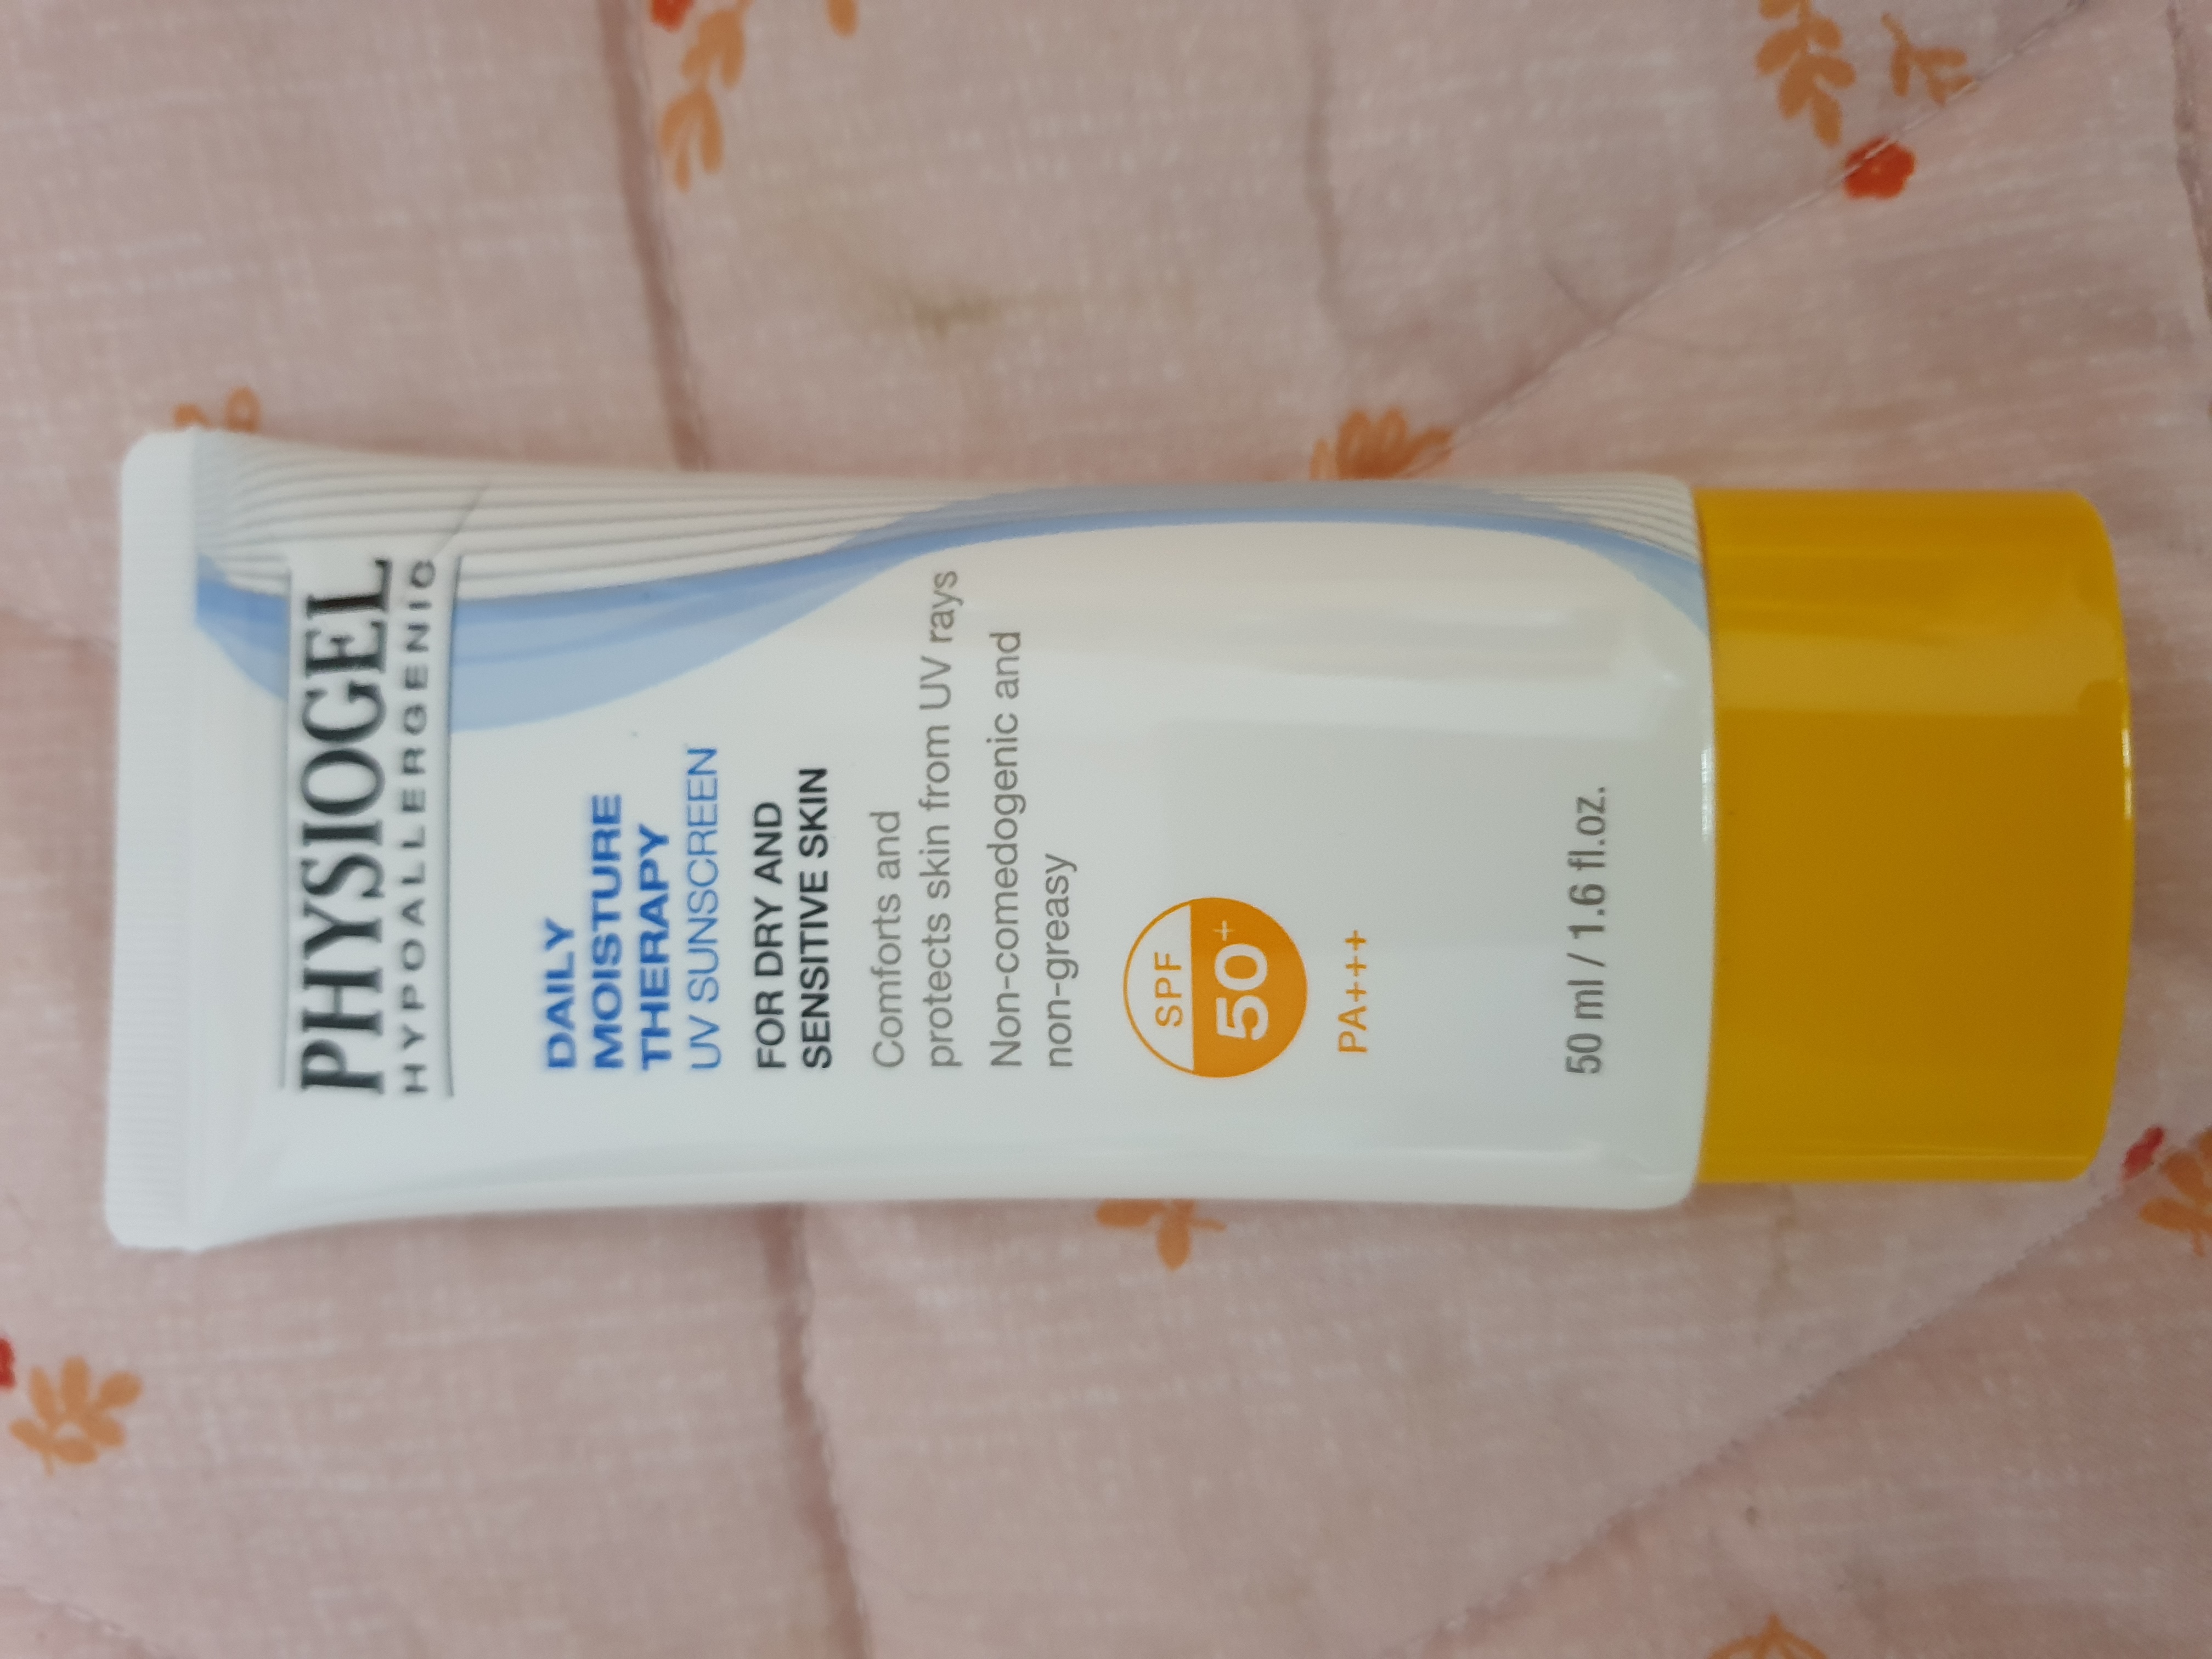 PHYSIOGEL
HYPOALLERGENIC
DAILY
MOISTURE
THERAPY
UV SUNSCREEN
FOR DRY AND
SENSITIVE SKIN
Comforts and
protects skin from UV rays
Non-comedogenic and
non-greasy
SPF
50+
PA+++
50 ml / 1.6 fl.oz.